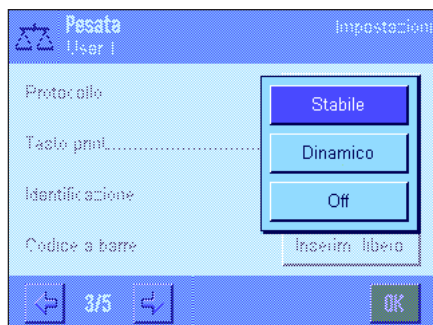 Pesata
Impostazioni
User 1
Protocollo
Stabile
Tasto print
Dinamico
Identificazione
Off
Codice a barre
Inserim. libero
3/5
OK